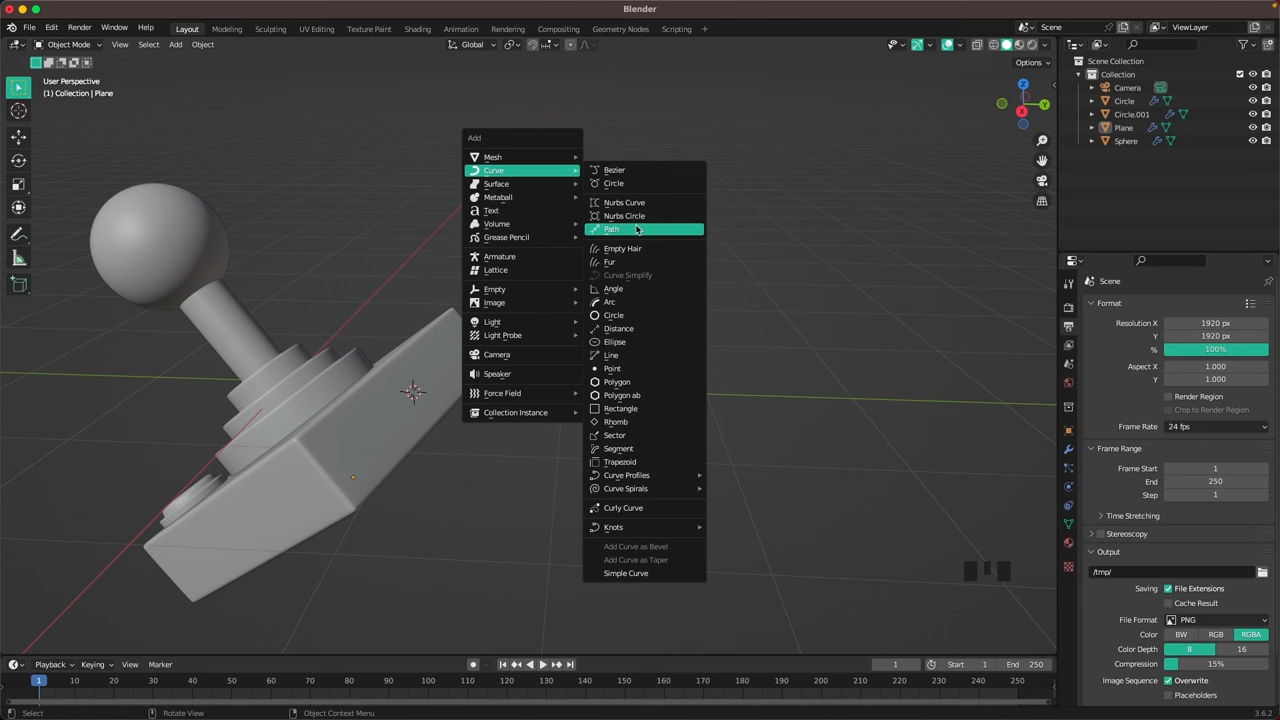 Blender
File Edit Render Window Help Layout Modeling Sculpting UV Editing Texture Paint Shading Animation Rendering Compositing Geometry Nodes Scripting + Scene ViewLayer
Object Mode View Select Add Object Global
Options
User Perspective
(1) Collection | Plane
Z
Y
X
Add
Mesh
Curve
Surface
Metaball
Text
Volume
Grease Pencil
Armature
Lattice
Empty
Image
Light
Light Probe
Camera
Speaker
Force Field
Collection Instance
Bezier
Circle
Nurbs Curve
Nurbs Circle
Path
Empty Hair
Fur
Curve Simplify
Angle
Arc
Circle
Distance
Ellipse
Line
Point
Polygon
Polygon ab
Rectangle
Rhomb
Sector
Segment
Trapezoid
Curve Profiles
Curve Spirals
Curly Curve
Knots
Add Curve as Bevel
Add Curve as Taper
Simple Curve
Scene Collection
Collection
Camera
Circle
Circle.001
Plane
Sphere
Scene
Format
Resolution X 1920 px
Y 1920 px
% 100%
Aspect X 1.000
Y 1.000
Render Region
Crop to Render Region
Frame Rate 24 fps
Frame Range
Frame Start 1
End 250
Step 1
Time Stretching
Stereoscopy
Output
/tmp/
Saving File Extensions
Cache Result
File Format PNG
Color BW RGB RGBA
Color Depth 8 16
Compression 15%
Image Sequence Overwrite
Placeholders
Playback Keying View Marker 1 Start 1 End 250
1 10 20 30 40 50 60 70 80 90 100 110 120 130 140 150 160 170 180 190 200 210 220 230 240 250
Select Rotate View Object Context Menu 3.6.2